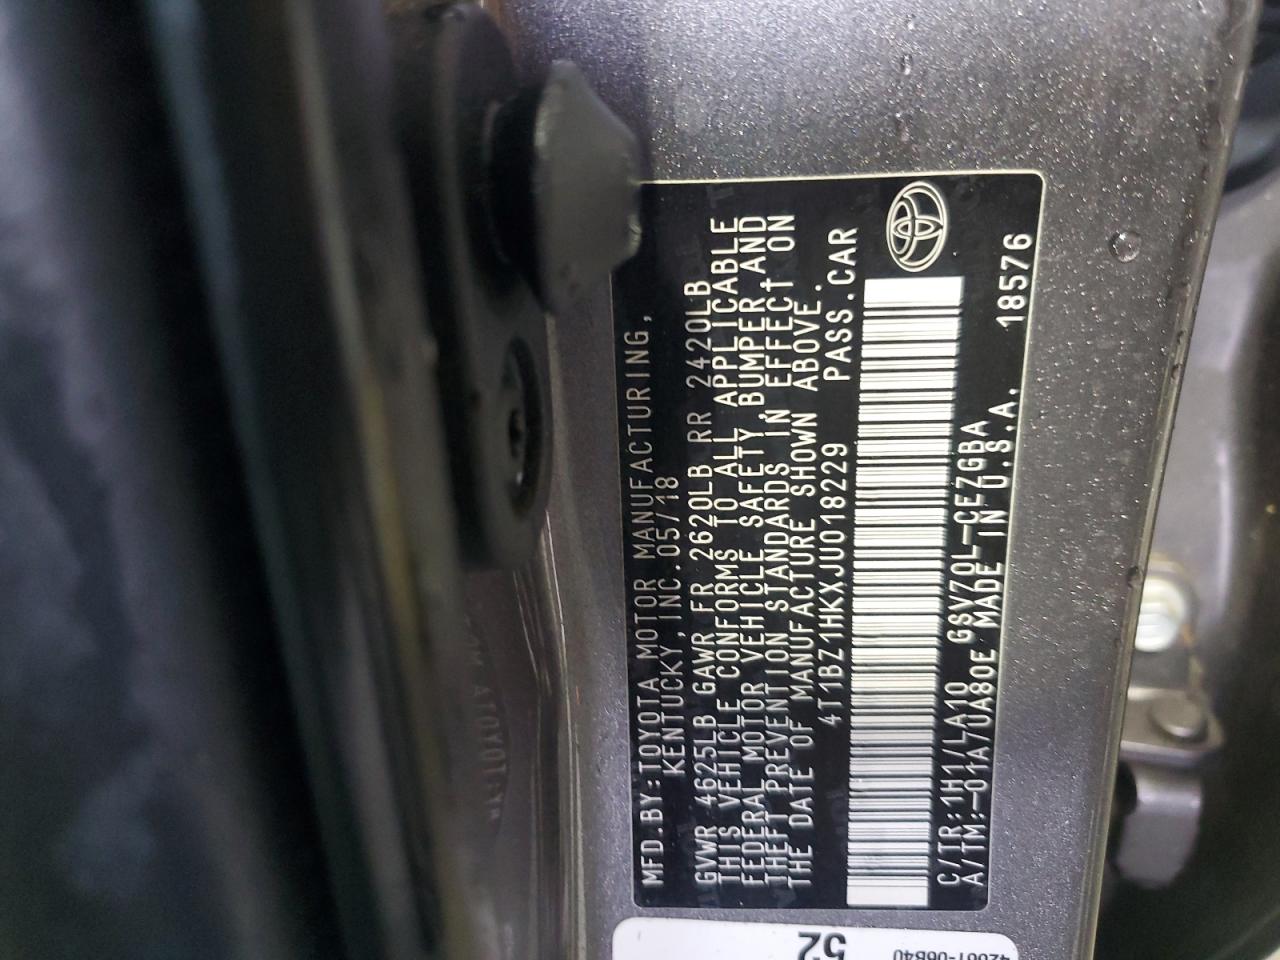 MFD.BY:TOYOTA MOTOR MANUFACTURING,
KENTUCKY,INC.05/18
GVWR 4625LB GAWR FR 2620LB RR 2420LB
THIS VEHICLE CONFORMS TO ALL APPLICABLE
FEDERAL MOTOR VEHICLE SAFETY,BUMPER,AND
THEFT PREVENTION STANDARDS IN EFFECT ON
THE DATE OF MANUFACTURE SHOWN ABOVE.
4T1BZ1HKXJU018229 PASS.CAR
C/TR:1H1/LA10 GSV70L-CEZGBA
A/TM:-01A/UA80E MADE IN U.S.A. 18576
52
42661-06B40